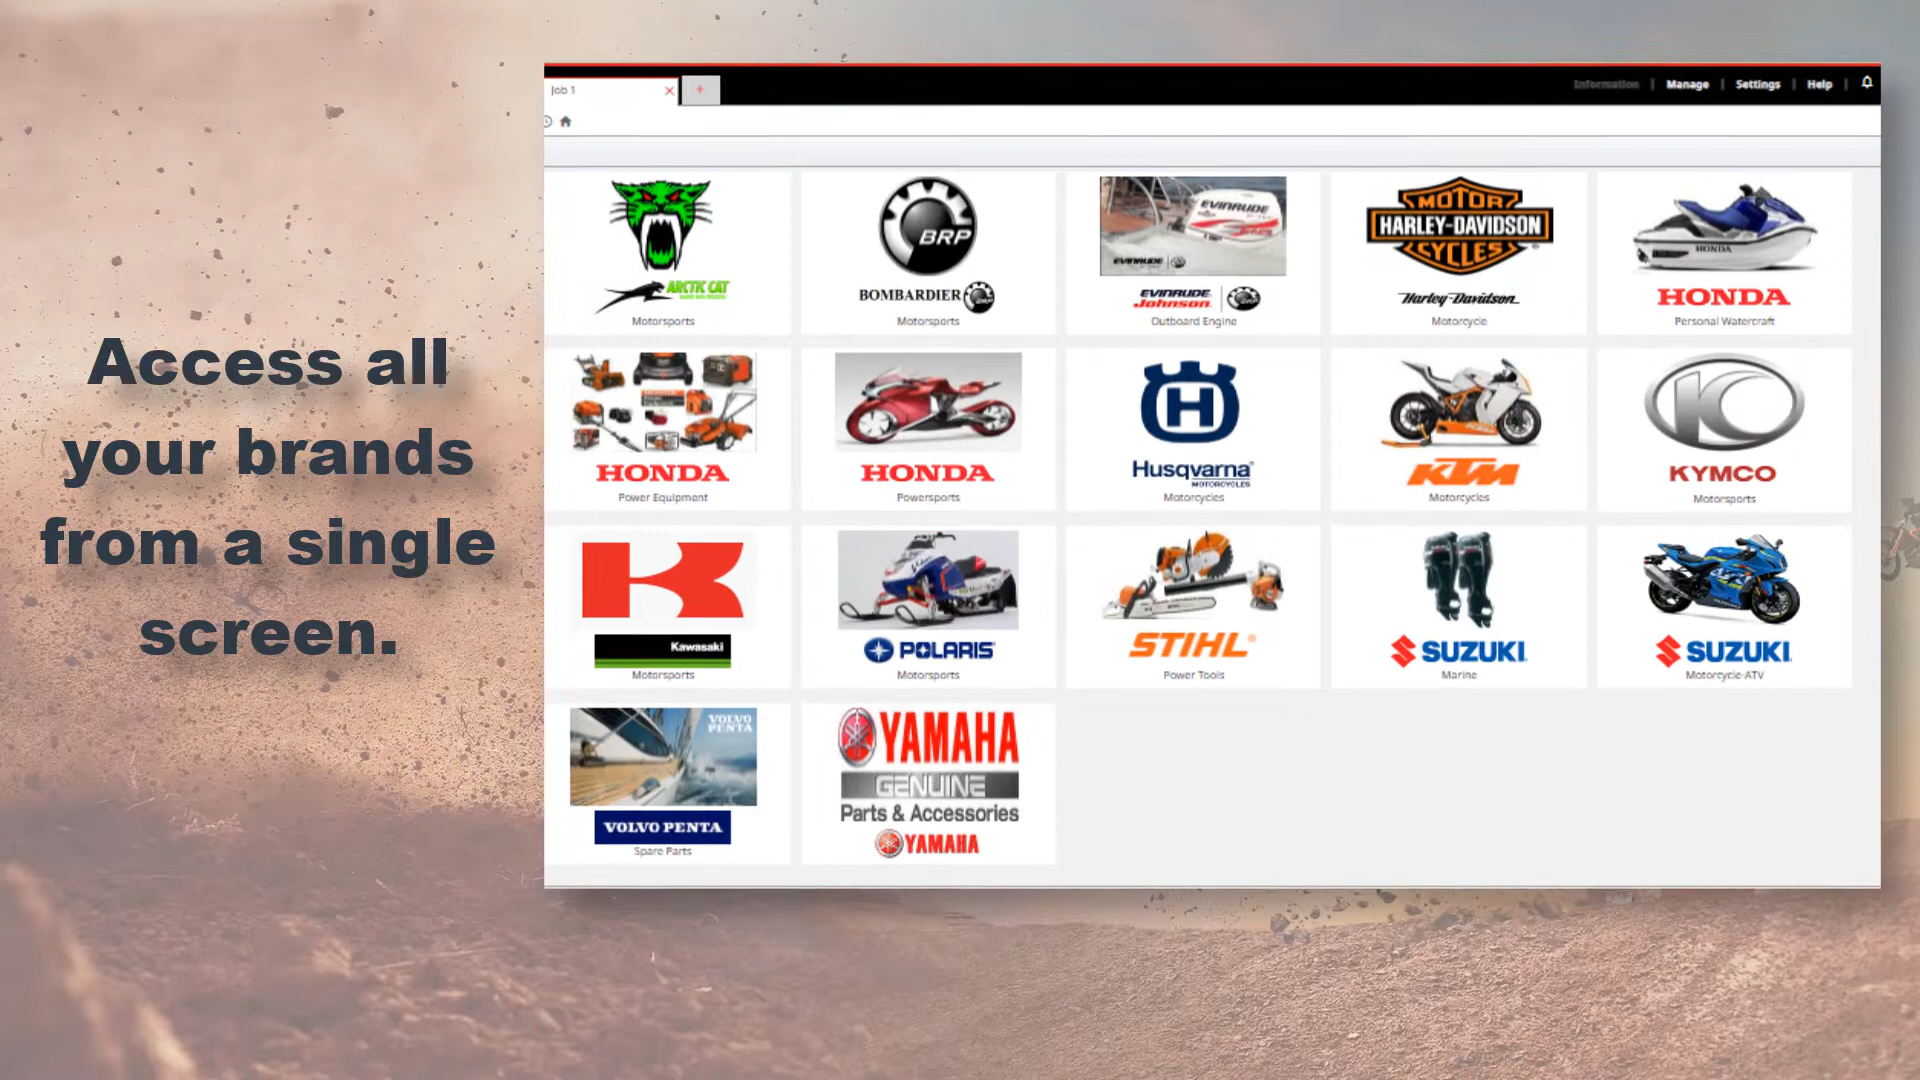 Access all
your brands
from a single
screen.
Job 1
Information | Manage | Settings | Help |
ARCTIC CAT
Motorsports
BRP
BOMBARDIER BRP
Motorsports
EVINRUDE
EVINRUDE
EVINRUDE
Johnson
Outboard Engine
MOTOR
HARLEY-DAVIDSON
CYCLES
Harley-Davidson
Motorcycle
HONDA
HONDA
Personal Watercraft
HONDA
Power Equipment
HONDA
Powersports
H
Husqvarna
MOTORCYCLES
Motorcycles
KTM
Motorcycles
KYMCO
Motorsports
Kawasaki
Motorsports
POLARIS
Motorsports
STIHL®
Power Tools
SUZUKI
Marine
SUZUKI
Motorcycle-ATV
VOLVO
PENTA
VOLVO PENTA
Spare Parts
YAMAHA
GENUINE
Parts & Accessories
YAMAHA